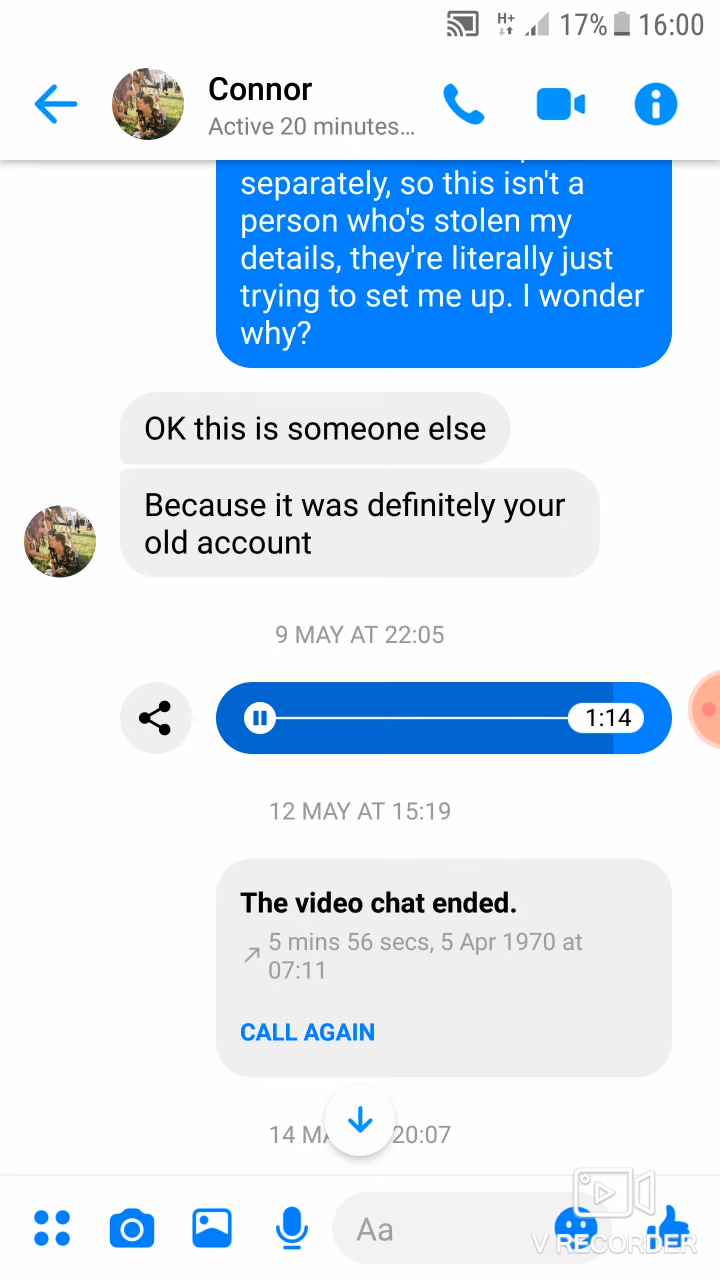 H+ 17% 16:00
Connor
Active 20 minutes...
separately, so this isn't a
person who's stolen my
details, they're literally just
trying to set me up. I wonder
why?
OK this is someone else
Because it was definitely your
old account
9 MAY AT 22:05
1:14
12 MAY AT 15:19
The video chat ended.
5 mins 56 secs, 5 Apr 1970 at
07:11
CALL AGAIN
14 20:07
Aa
V RECORDER